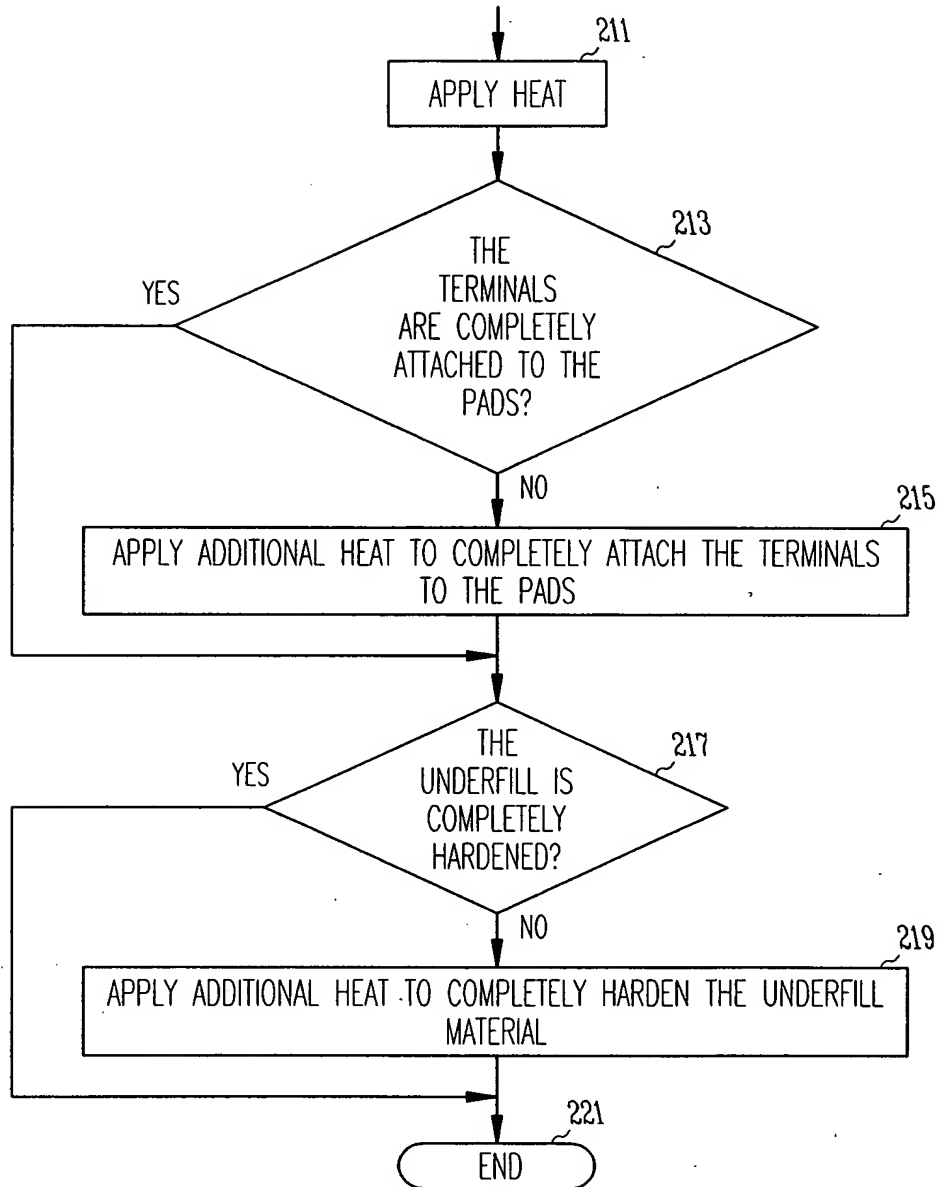 211
APPLY HEAT
213
THE
TERMINALS
ARE COMPLETELY
ATTACHED TO THE
PADS?
YES
NO
215
APPLY ADDITIONAL HEAT TO COMPLETELY ATTACH THE TERMINALS
TO THE PADS
217
THE
UNDERFILL IS
COMPLETELY
HARDENED?
YES
NO
219
APPLY ADDITIONAL HEAT TO COMPLETELY HARDEN THE UNDERFILL
MATERIAL
221
END